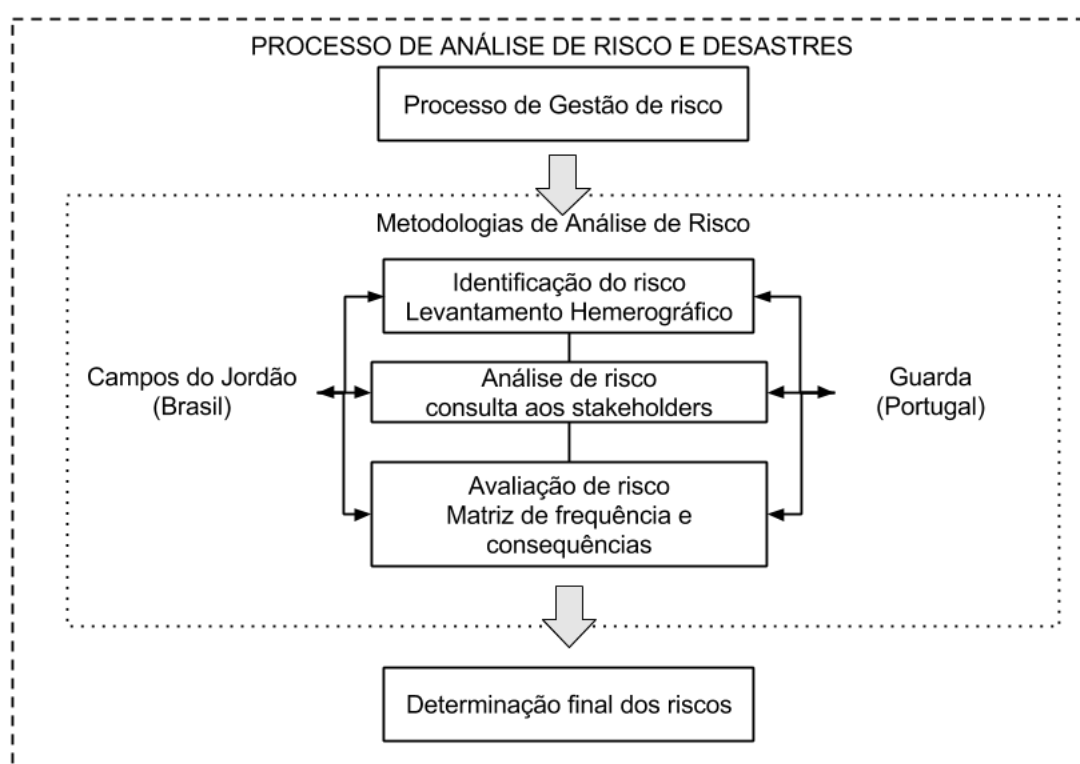 PROCESSO DE ANÁLISE DE RISCO E DESASTRES
Processo de Gestão de risco
Metodologias de Análise de Risco
Identificação do risco
Levantamento Hemerográfico
Campos do Jordão
(Brasil)
Análise de risco
consulta aos stakeholders
Guarda
(Portugal)
Avaliação de risco
Matriz de frequência e
consequências
Determinação final dos riscos